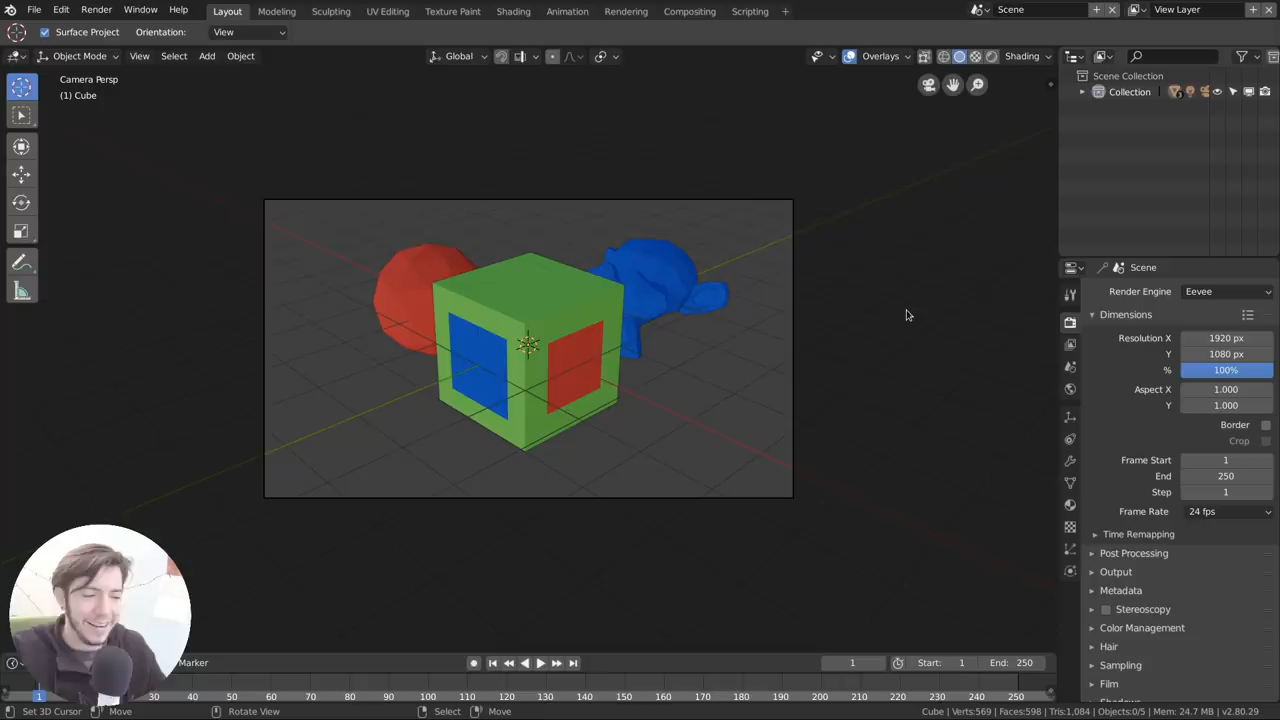 File Edit Render Window Help
Layout Modeling Sculpting UV Editing Texture Paint Shading Animation Rendering Compositing Scripting +
Scene
View Layer
Surface Project
Orientation: View
Object Mode View Select Add Object
Global
Overlays
Shading
Camera Persp
(1) Cube
Scene Collection
Collection
Scene
Render Engine Eevee
Dimensions
Resolution X 1920 px
Y 1080 px
% 100%
Aspect X 1.000
Y 1.000
Border
Crop
Frame Start 1
End 250
Step 1
Frame Rate 24 fps
Time Remapping
Post Processing
Output
Metadata
Stereoscopy
Color Management
Hair
Sampling
Film
Marker
1
Start: 1
End: 250
1 30 40 50 60 70 80 90 100 110 120 130 140 150 160 170 180 190 200 210 220 230 240 250
Set 3D Cursor Move Rotate View Select Move
Cube | Verts:569 | Faces:598 | Tris:1,084 | Objects:0/5 | Mem: 24.7 MB | v2.80.29